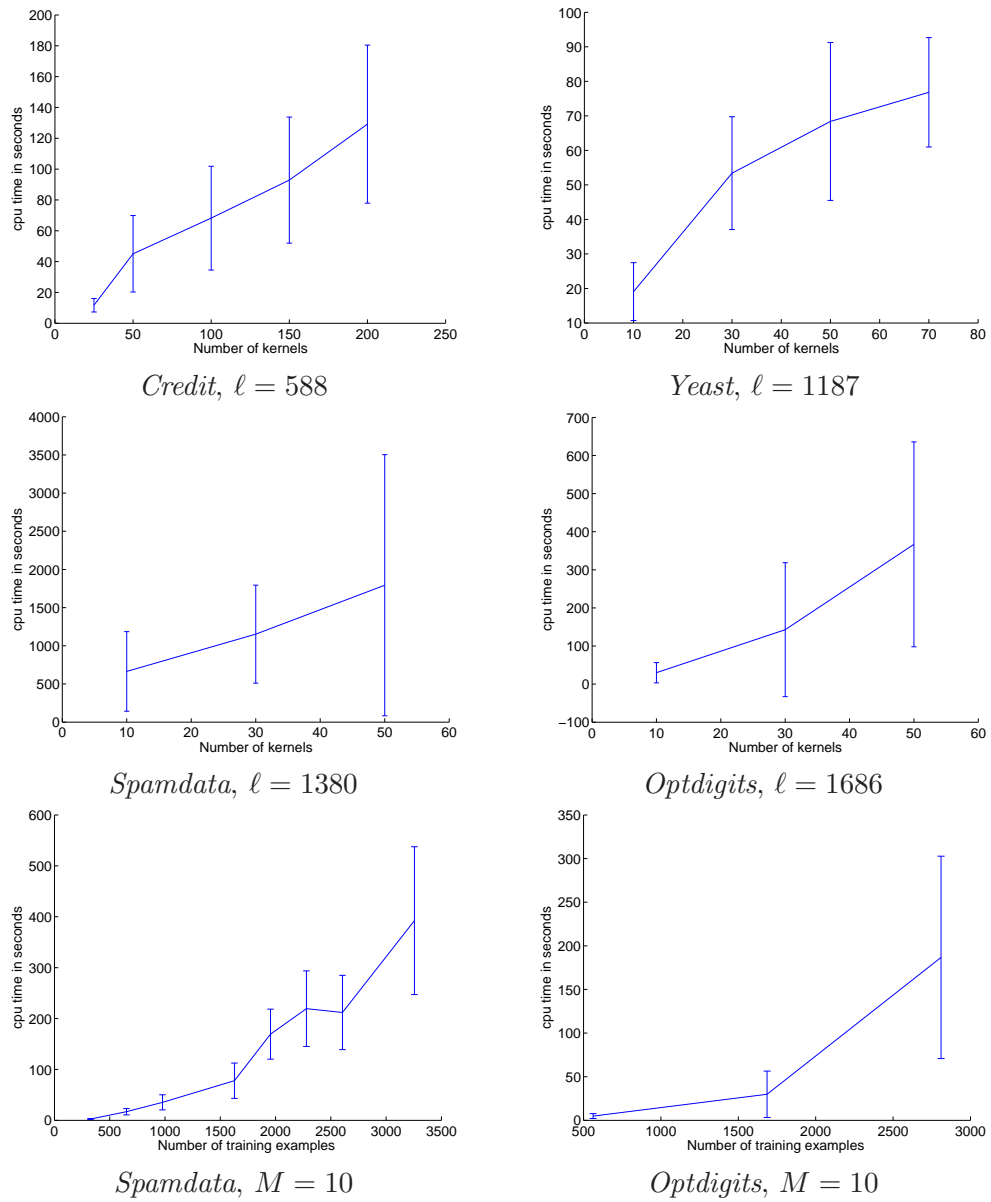 200
180
160
140
120
100
80
60
40
20
0
cpu time in seconds
0 50 100 150 200 250
Number of kernels
Credit, ℓ = 588
100
90
80
70
60
50
40
30
20
10
cpu time in seconds
0 10 20 30 40 50 60 70 80
Number of kernels
Yeast, ℓ = 1187
4000
3500
3000
2500
2000
1500
1000
500
0
cpu time in seconds
0 10 20 30 40 50 60
Number of kernels
Spamdata, ℓ = 1380
700
600
500
400
300
200
100
0
−100
cpu time in seconds
0 10 20 30 40 50 60
Number of kernels
Optdigits, ℓ = 1686
600
500
400
300
200
100
0
cpu time in seconds
0 500 1000 1500 2000 2500 3000 3500
Number of training examples
Spamdata, M = 10
350
300
250
200
150
100
50
0
cpu time in seconds
500 1000 1500 2000 2500 3000
Number of training examples
Optdigits, M = 10